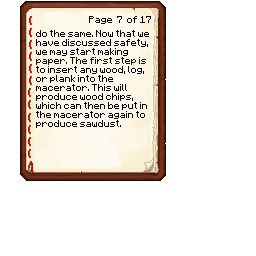 Page 7 of 17
do the same. Now that we
have discussed safety,
we may start making
paper. The first step is
to insert any wood, log,
or plank into the
macerator. This will
produce wood chips,
which can then be put in
the macerator again to
produce sawdust.